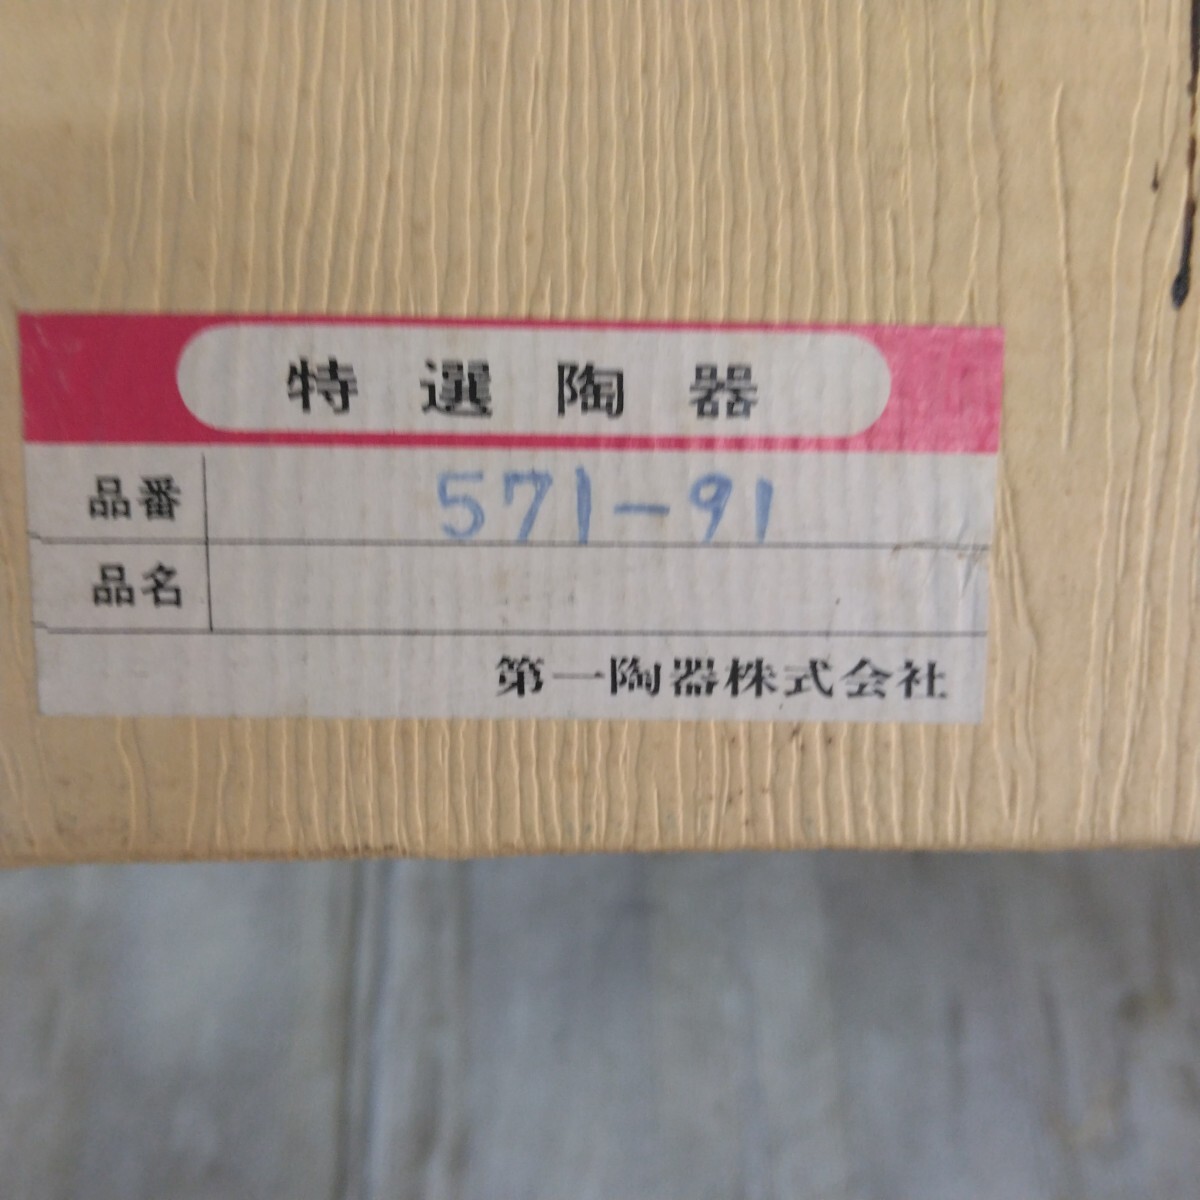 特選陶器
品番 571-91
品名
第一陶器株式会社